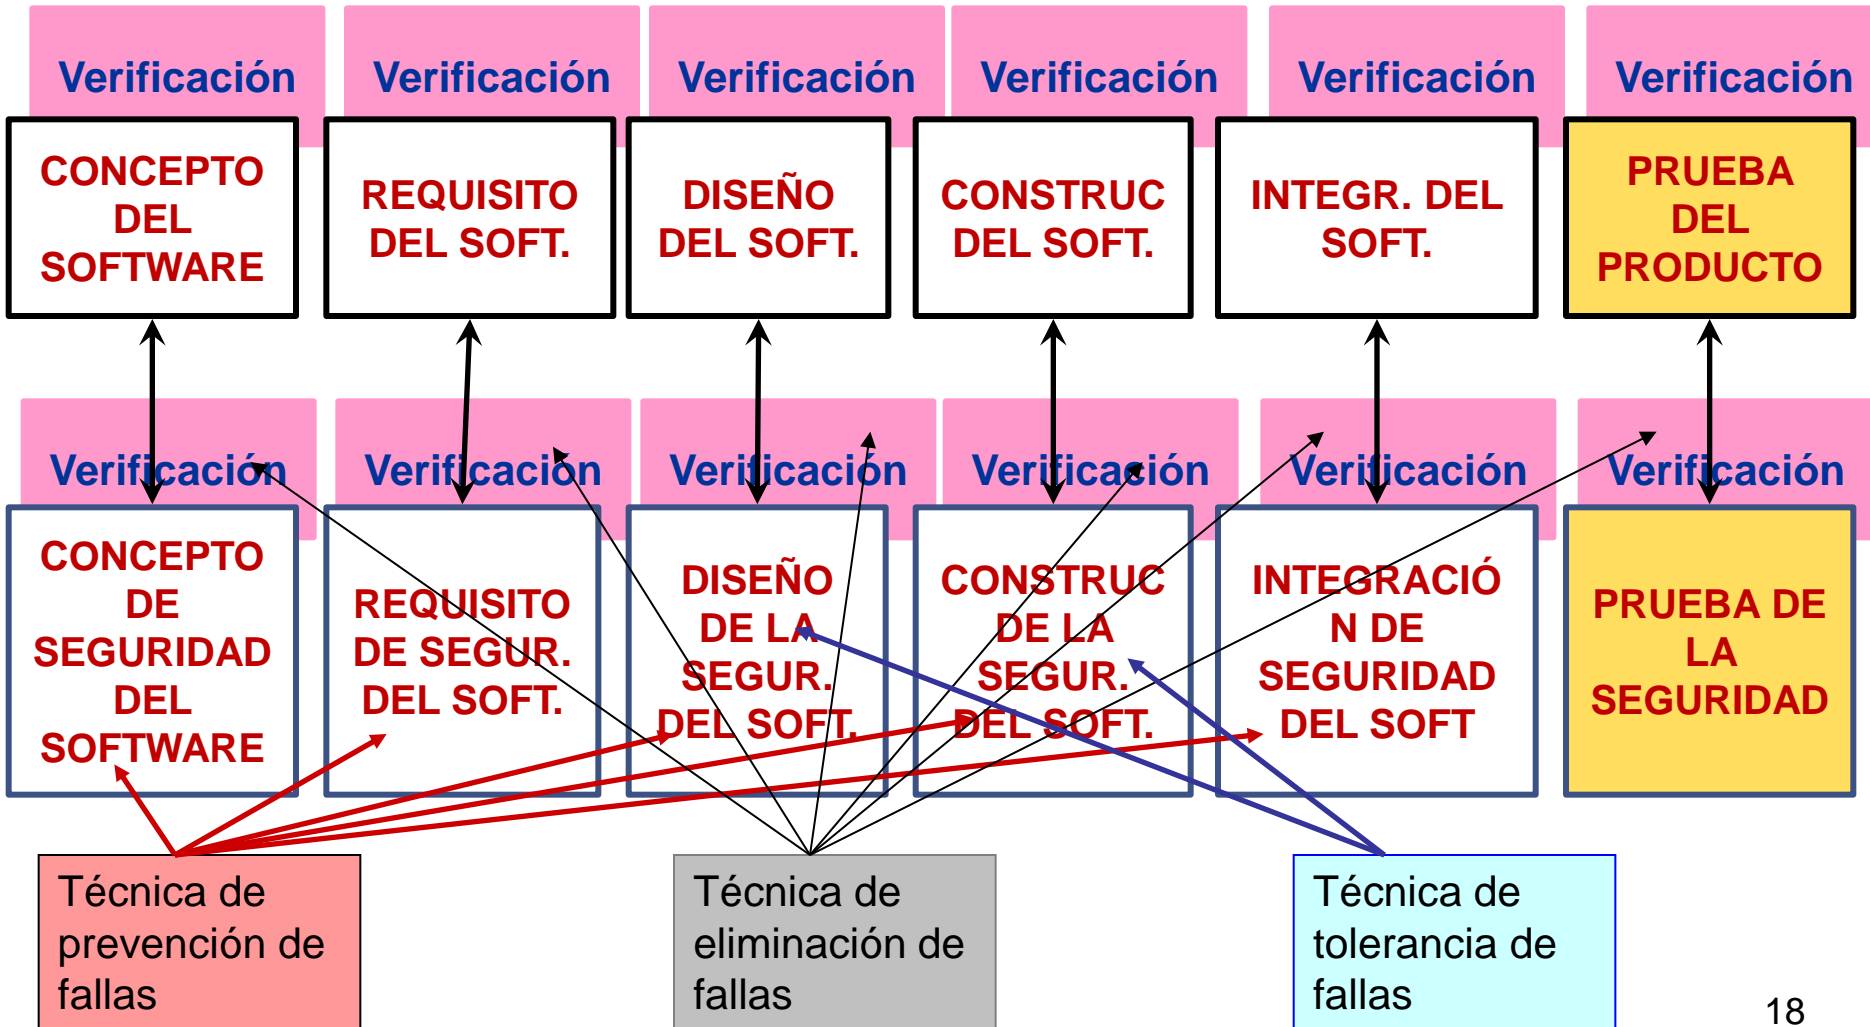 Verificación
Verificación
Verificación
Verificación
Verificación
Verificación
CONCEPTO
DEL
SOFTWARE
REQUISITO
DEL SOFT.
DISEÑO
DEL SOFT.
CONSTRUC
DEL SOFT.
INTEGR. DEL
SOFT.
PRUEBA
DEL
PRODUCTO
Verificación
Verificación
Verificación
Verificación
Verificación
Verificación
CONCEPTO
DE
SEGURIDAD
DEL
SOFTWARE
REQUISITO
DE SEGUR.
DEL SOFT.
DISEÑO
DE LA
SEGUR.
DEL SOFT.
CONSTRUC
DE LA
SEGUR.
DEL SOFT.
INTEGRACIÓ
N DE
SEGURIDAD
DEL SOFT
PRUEBA DE
LA
SEGURIDAD
Técnica de
prevención de
fallas
Técnica de
eliminación de
fallas
Técnica de
tolerancia de
fallas
18